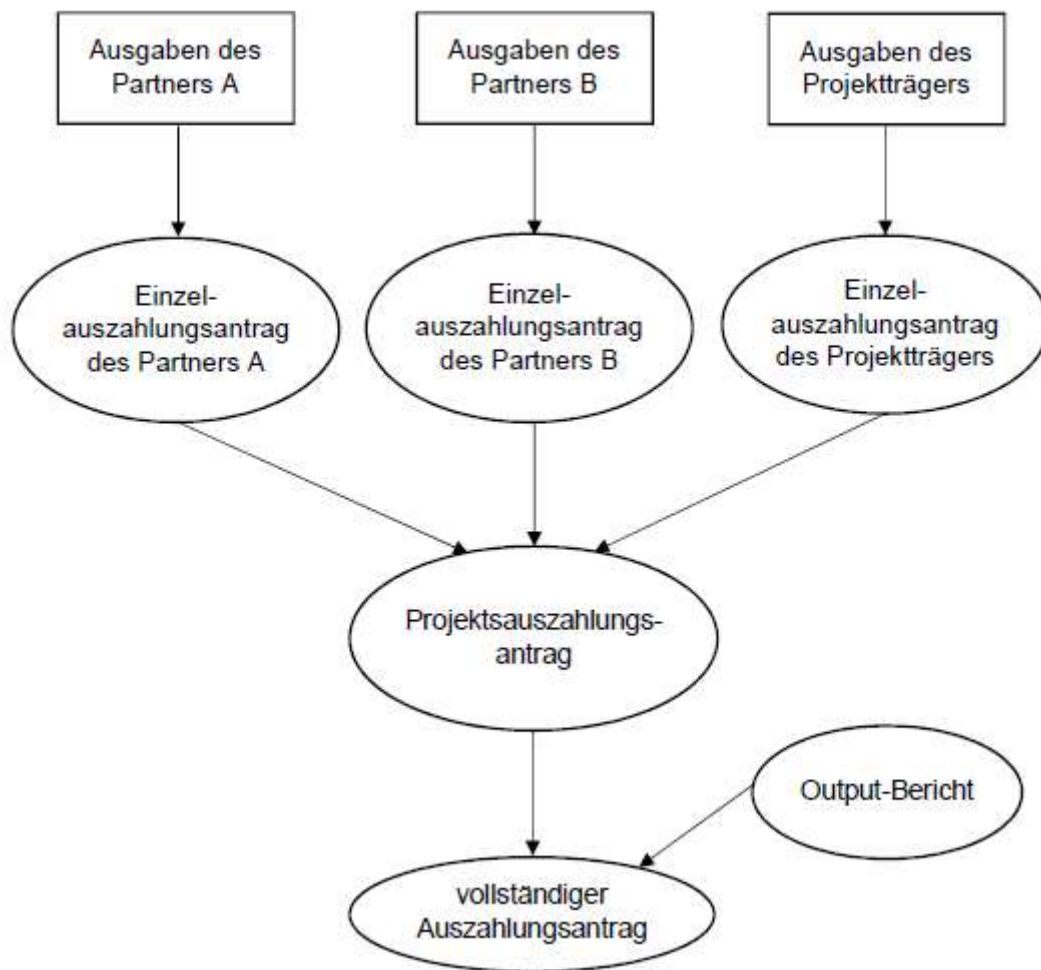 Ausgaben des
Partners A
Ausgaben des
Partners B
Ausgaben des
Projektträgers
Einzel-
auszahlungsantrag
des Partners A
Einzel-
auszahlungsantrag
des Partners B
Einzel-
auszahlungsantrag
des Projektträgers
Projektsauszahlungs-
antrag
Output-Bericht
vollständiger
Auszahlungsantrag